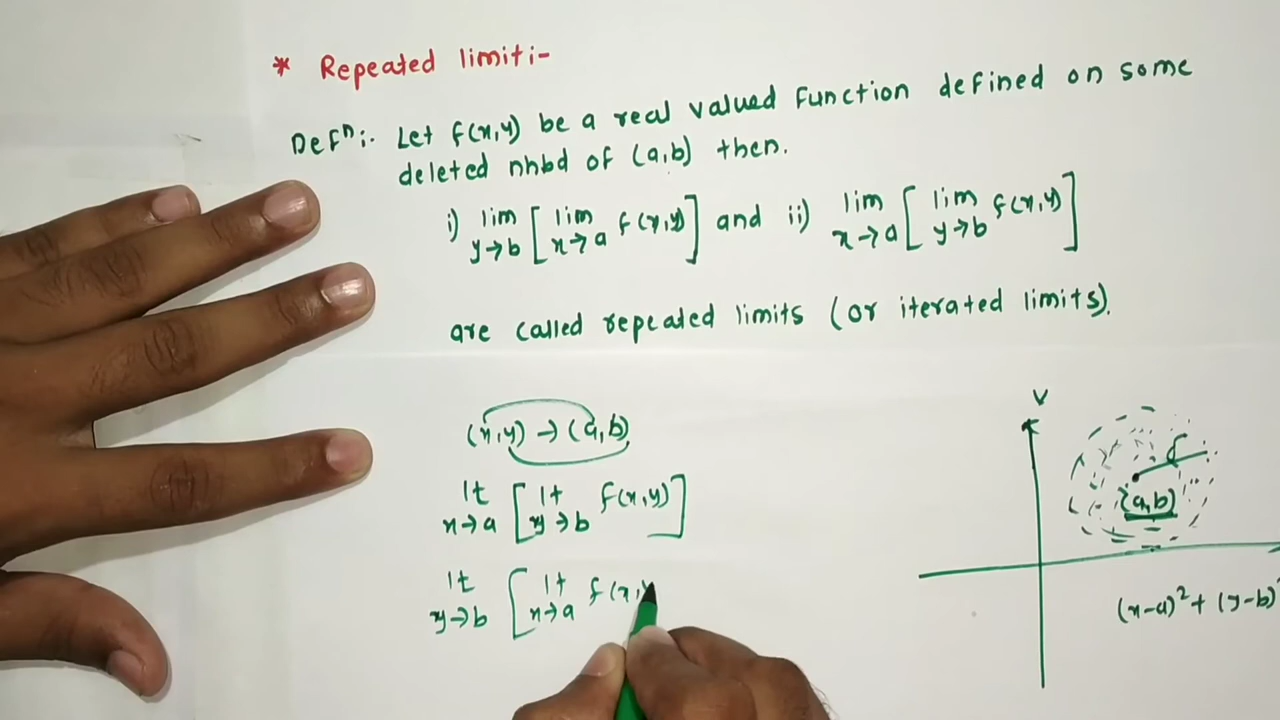 * Repeated limit:-
Defⁿ:- Let f(x,y) be a real valued function defined on some
deleted nhbd of (a,b) then.
i) lim y→b [ lim x→a f(x,y) ] and ii) lim x→a [ lim y→b f(x,y) ]
are called repeated limits (or iterated limits).
(x,y) → (a,b)
lt x→a [ lt y→b f(x,y) ]
lt y→b [ lt x→a f(x,y
δ
(a,b)
(x-a)² + (y-b)²